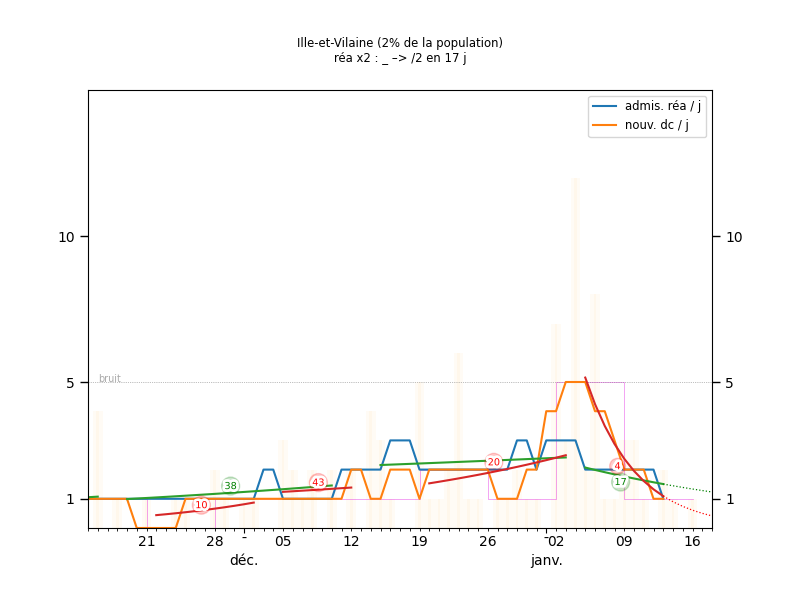 Ille-et-Vilaine (2% de la population)
réa x2 : _ –> /2 en 17 j
admis. réa / j
nouv. dc / j
10 10
bruit
5 5
38 10 43 20 4 17
1 1
21 28 05 12 19 26 02 09 16
déc. janv.